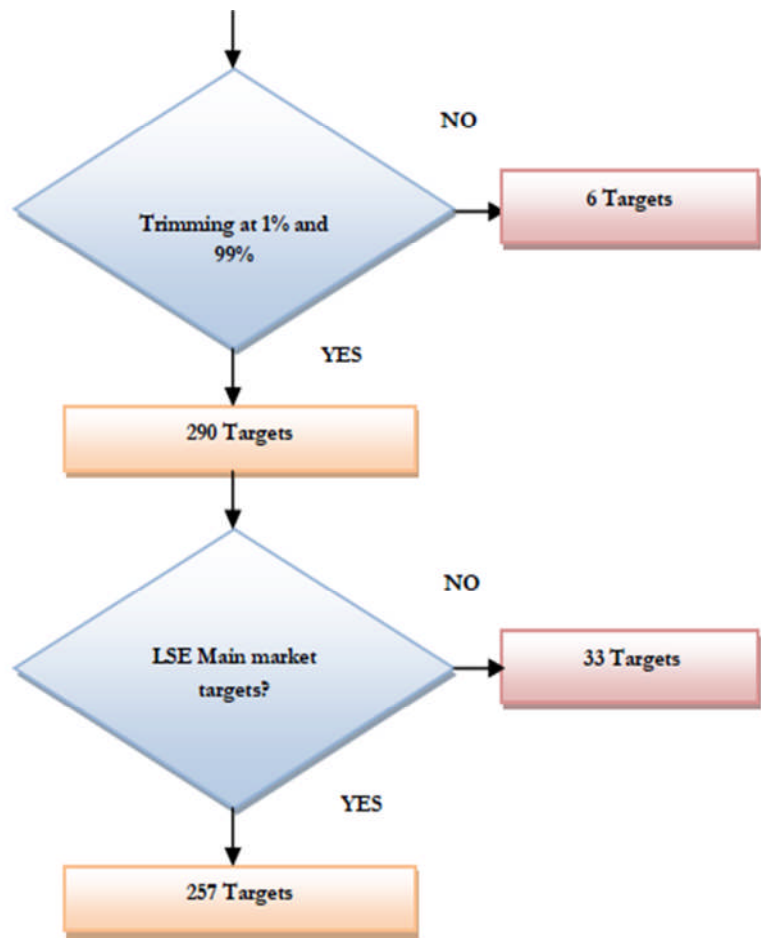 NO
6 Targets
Trimming at 1% and
99%
YES
290 Targets
NO
LSE Main market
targets?
33 Targets
YES
257 Targets